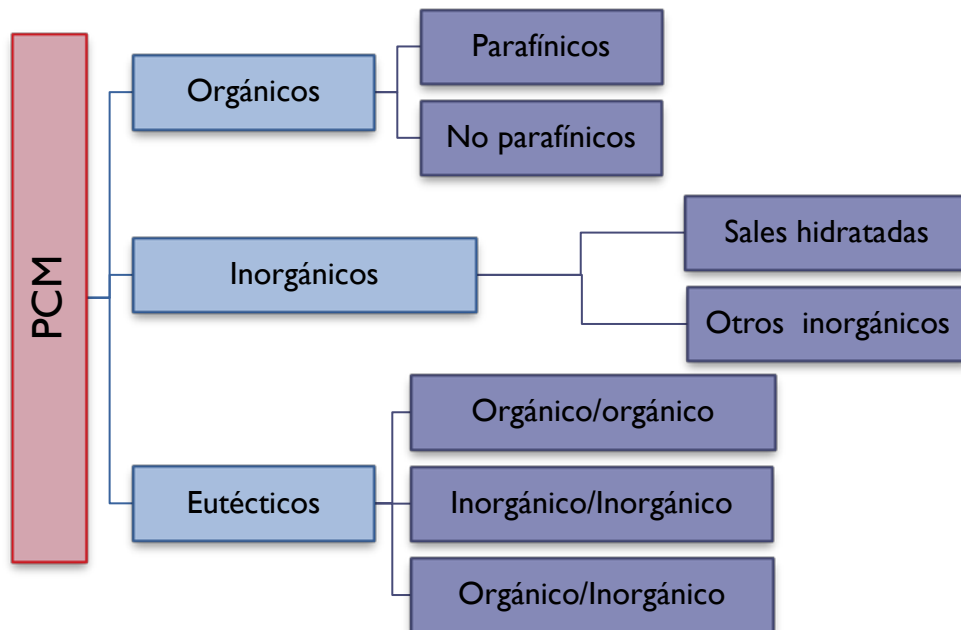 PCM
Orgánicos
Parafínicos
No parafínicos
Inorgánicos
Sales hidratadas
Otros inorgánicos
Eutécticos
Orgánico/orgánico
Inorgánico/Inorgánico
Orgánico/Inorgánico